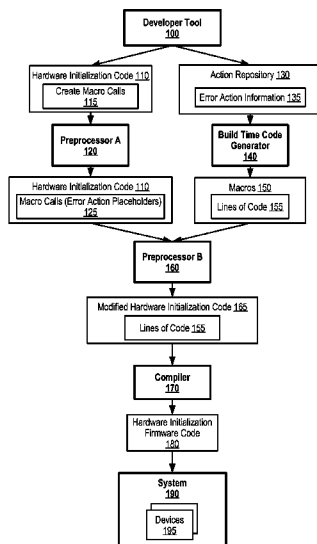 Developer Tool
100
Hardware Initialization Code 110
Create Macro Calls
115
Action Repository 130
Error Action Information 135
Preprocessor A
120
Build Time Code
Generator
140
Hardware Initialization Code 110
Macro Calls (Error Action Placeholders)
125
Macros 150
Lines of Code 155
Preprocessor B
160
Modified Hardware Initialization Code 165
Lines of Code 155
Compiler
170
Hardware Initialization
Firmware Code
180
System
190
Devices
195